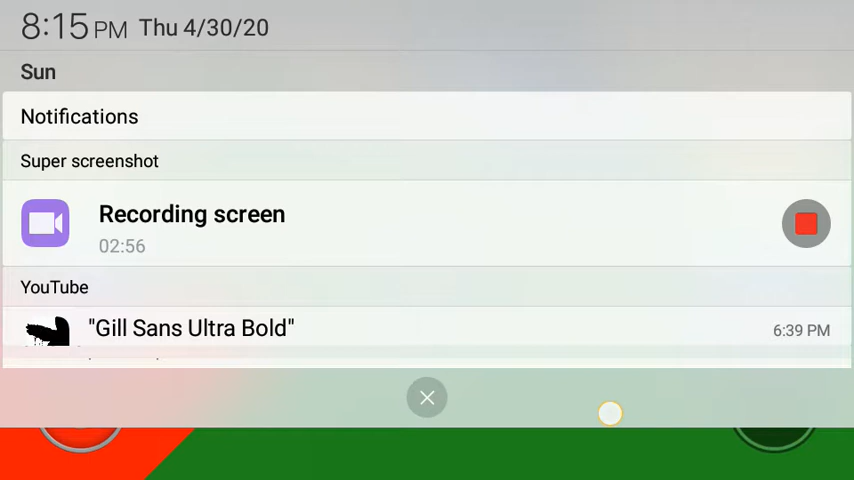 8:15 PM Thu 4/30/20
Sun
Notifications
Super screenshot
Recording screen
02:56
YouTube
"Gill Sans Ultra Bold" 6:39 PM